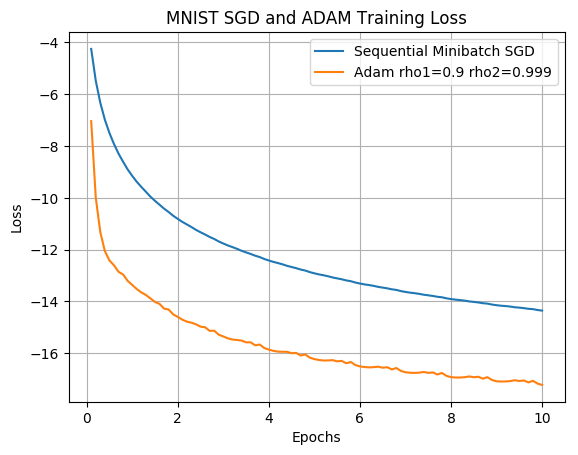 MNIST SGD and ADAM Training Loss
Sequential Minibatch SGD
Adam rho1=0.9 rho2=0.999
Loss
−4
−6
−8
−10
−12
−14
−16
0 2 4 6 8 10
Epochs